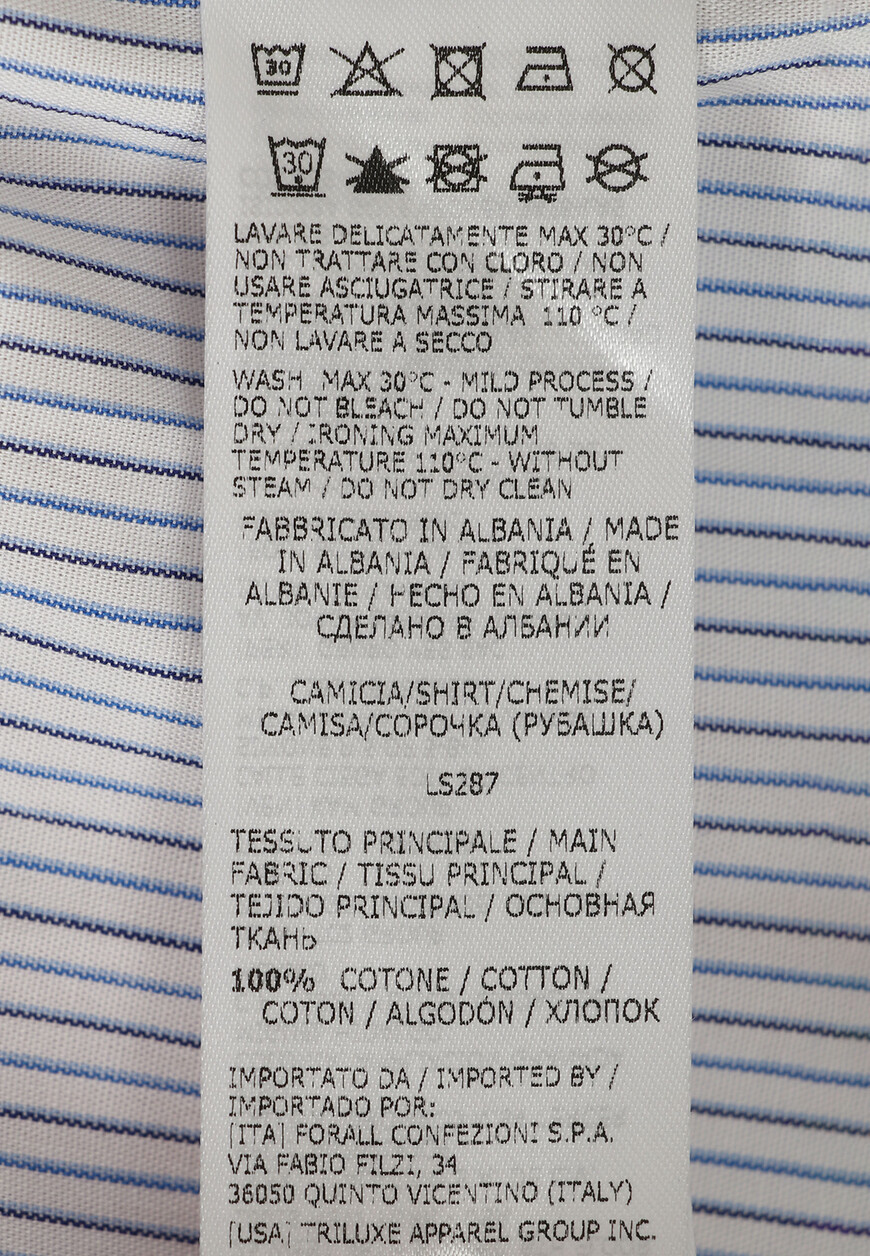 30
30
LAVARE DELICATAMENTE MAX 30°C /
NON TRATTARE CON CLORO / NON
USARE ASCIUGATRICE / STIRARE A
TEMPERATURA MASSIMA 110 °C /
NON LAVARE A SECCO
WASH MAX 30°C - MILD PROCESS /
DO NOT BLEACH / DO NOT TUMBLE
DRY / IRONING MAXIMUM
TEMPERATURE 110°C - WITHOUT
STEAM / DO NOT DRY CLEAN
FABBRICATO IN ALBANIA / MADE
IN ALBANIA / FABRIQUÉ EN
ALBANIE / HECHO EN ALBANIA /
СДЕЛАНО В АЛБАНИИ
CAMICIA/SHIRT/CHEMISE/
CAMISA/СОРОЧКА (РУБАШКА)
LS287
TESSUTO PRINCIPALE / MAIN
FABRIC / TISSU PRINCIPAL /
TEJIDO PRINCIPAL / ОСНОВНАЯ
ТКАНЬ
100% COTONE / COTTON /
COTON / ALGODÓN / ХЛОПОК
IMPORTATO DA / IMPORTED BY /
IMPORTADO POR:
[ITA] FORALL CONFEZIONI S.P.A.
VIA FABIO FILZI, 34
36050 QUINTO VICENTINO (ITALY)
[USA] TRILUXE APPAREL GROUP INC.